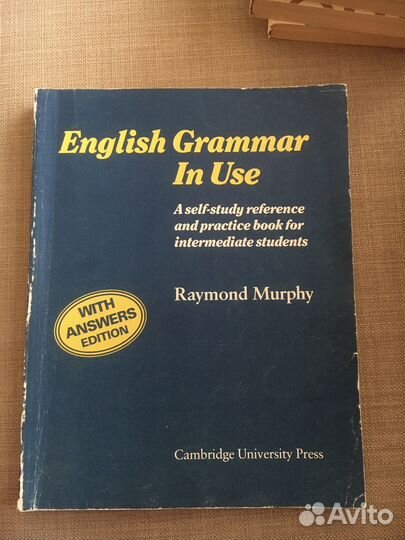 English Grammar
In Use
A self-study reference
and practice book for
intermediate students
Raymond Murphy
WITH
ANSWERS
EDITION
Cambridge University Press
Avito